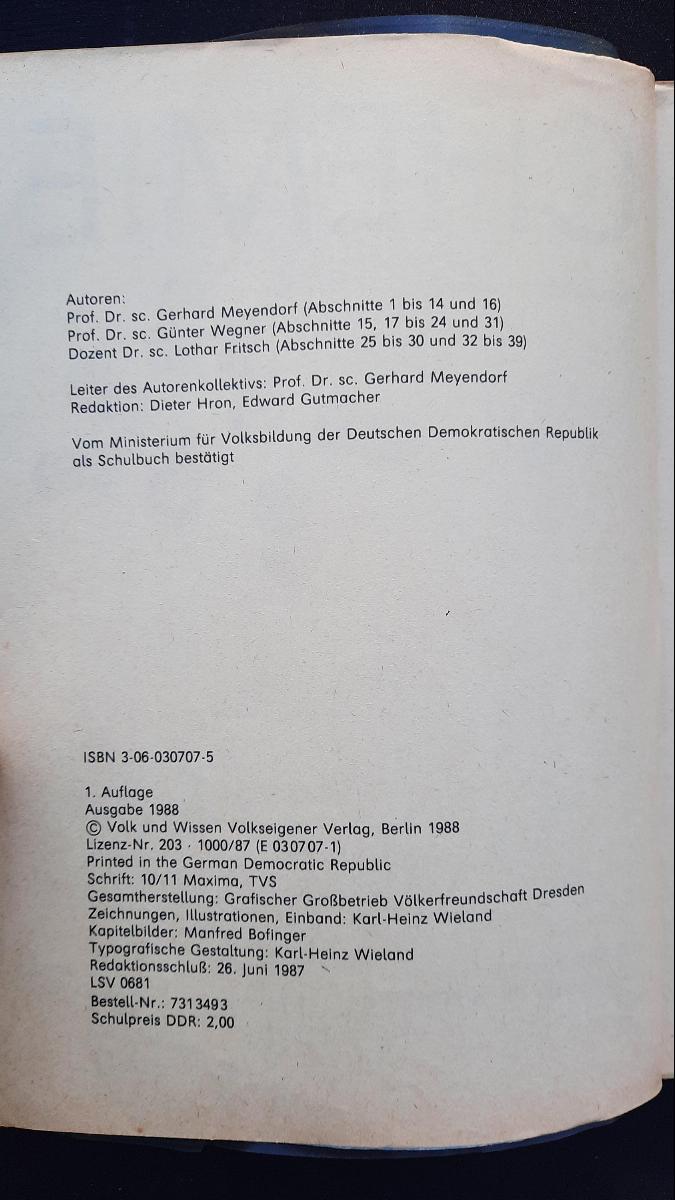 Autoren:
Prof. Dr. sc. Gerhard Meyendorf (Abschnitte 1 bis 14 und 16)
Prof. Dr. sc. Günter Wegner (Abschnitte 15, 17 bis 24 und 31)
Dozent Dr. sc. Lothar Fritsch (Abschnitte 25 bis 30 und 32 bis 39)
Leiter des Autorenkollektivs: Prof. Dr. sc. Gerhard Meyendorf
Redaktion: Dieter Hron, Edward Gutmacher
Vom Ministerium für Volksbildung der Deutschen Demokratischen Republik
als Schulbuch bestätigt
ISBN 3-06-030707-5
1. Auflage
Ausgabe 1988
© Volk und Wissen Volkseigener Verlag, Berlin 1988
Lizenz-Nr. 203 · 1000/87 (E 030707-1)
Printed in the German Democratic Republic
Schrift: 10/11 Maxima, TVS
Gesamtherstellung: Grafischer Großbetrieb Völkerfreundschaft Dresden
Zeichnungen, Illustrationen, Einband: Karl-Heinz Wieland
Kapitelbilder: Manfred Bofinger
Typografische Gestaltung: Karl-Heinz Wieland
Redaktionsschluß: 26. Juni 1987
LSV 0681
Bestell-Nr.: 7313493
Schulpreis DDR: 2,00